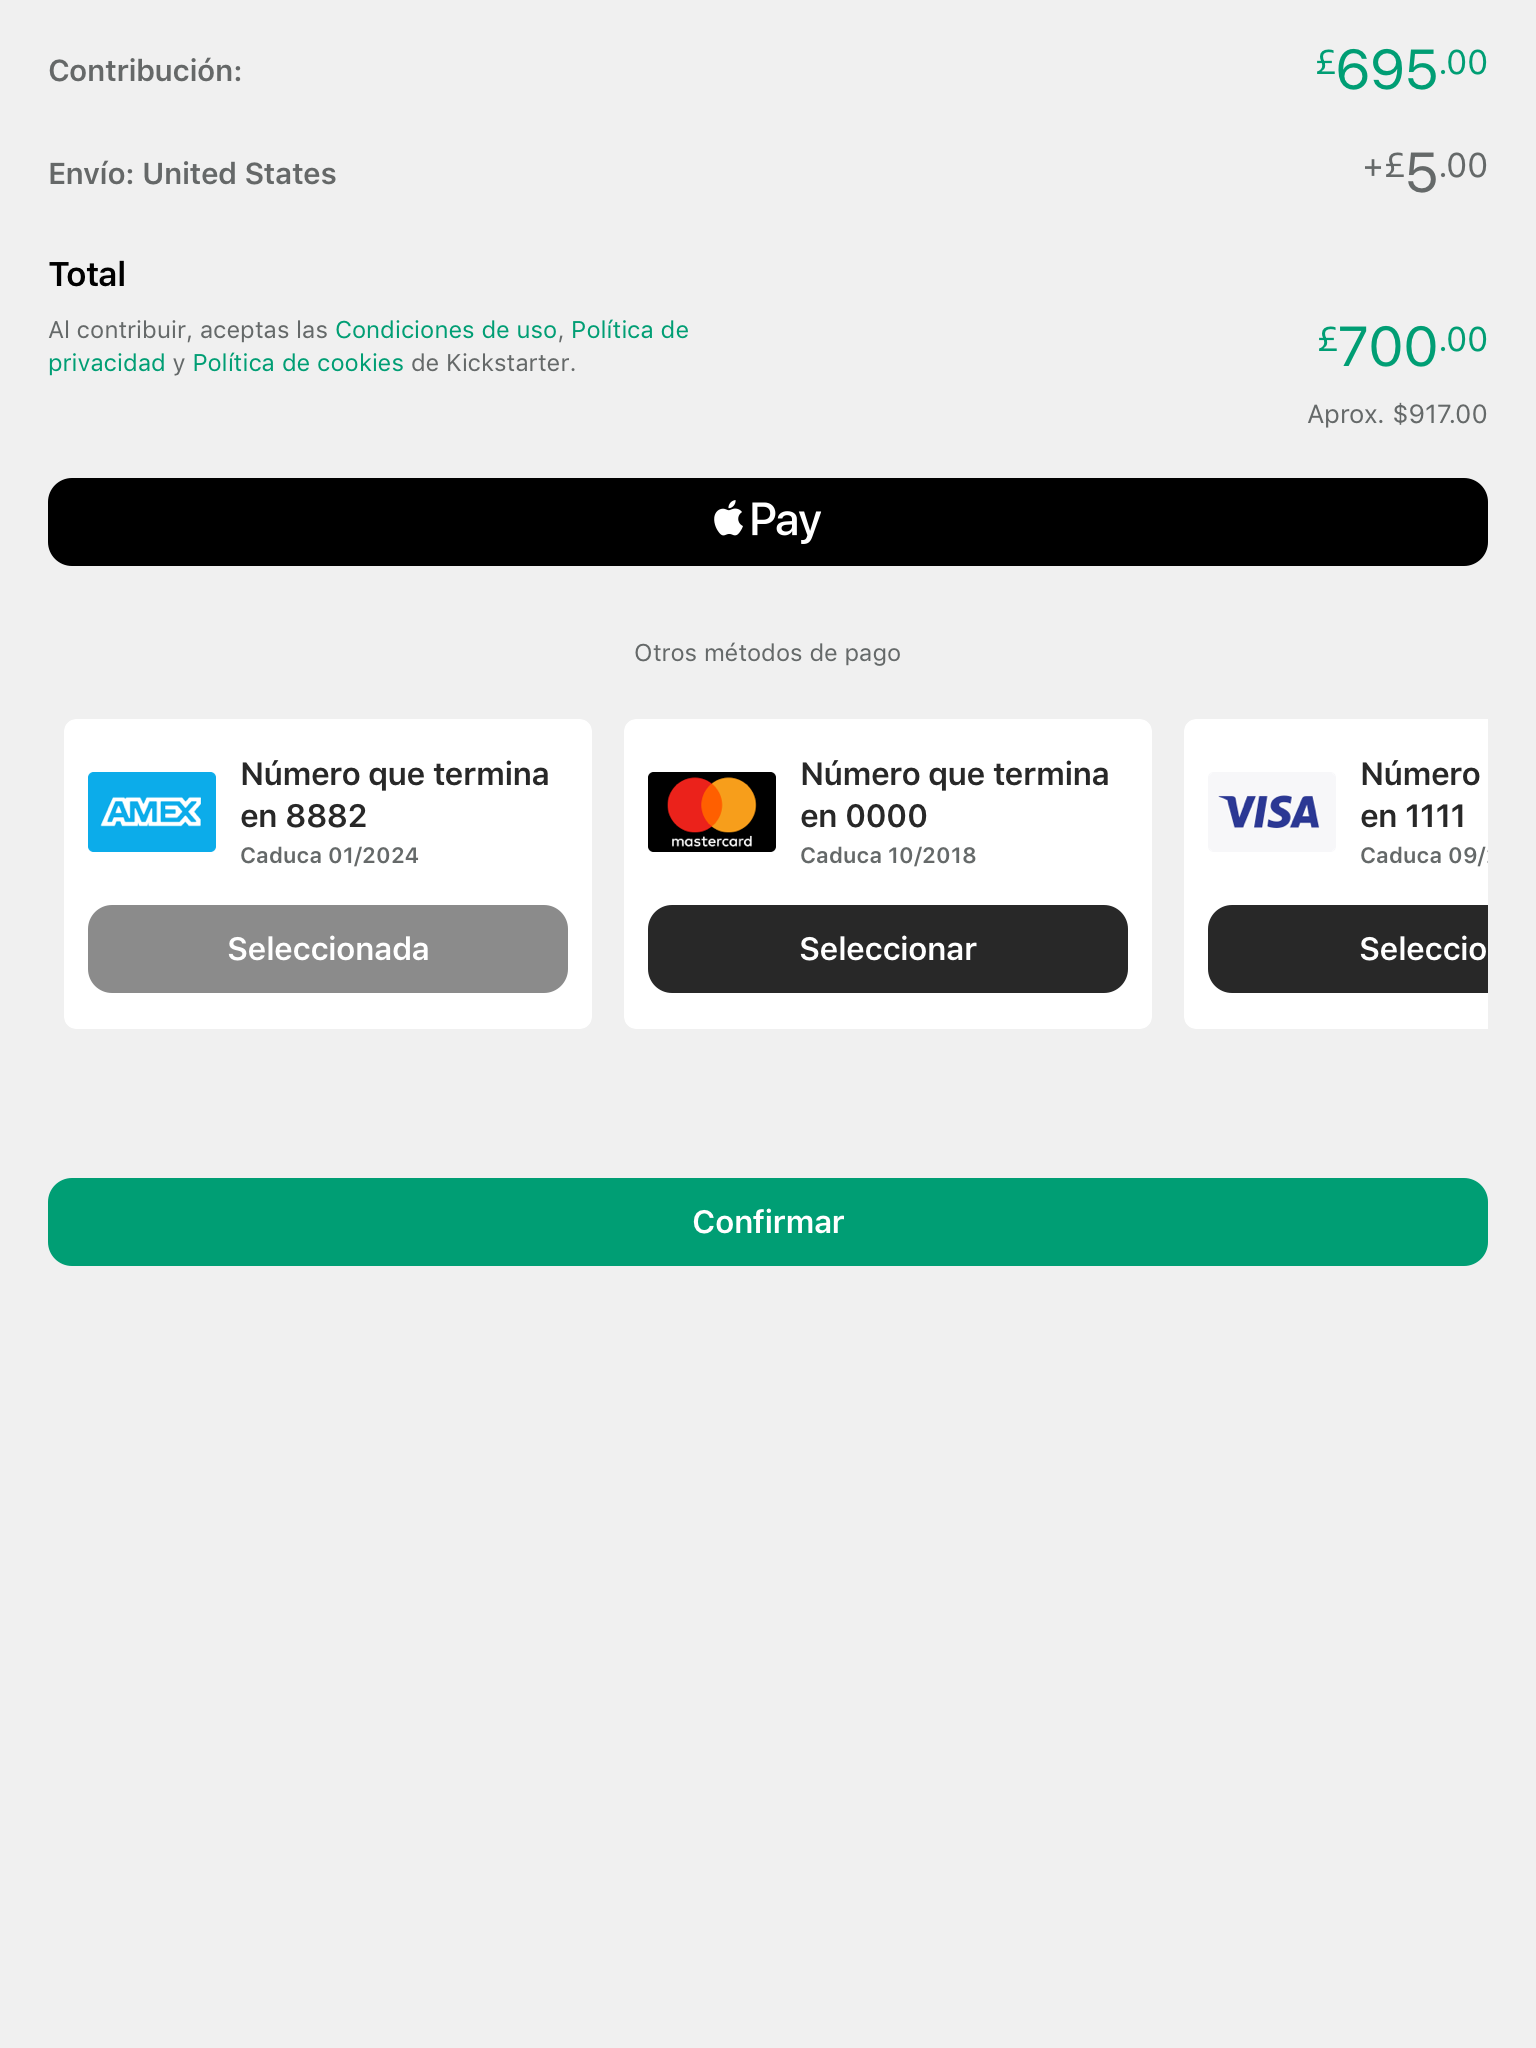 Contribución:
£695.00
Envío: United States
+£5.00
Total
Al contribuir, aceptas las Condiciones de uso, Política de
privacidad y Política de cookies de Kickstarter.
£700.00
Aprox. $917.00
Pay
Otros métodos de pago
AMEX
Número que termina
en 8882
Caduca 01/2024
Seleccionada
mastercard
Número que termina
en 0000
Caduca 10/2018
Seleccionar
VISA
Número
en 1111
Caduca 09/
Seleccio
Confirmar